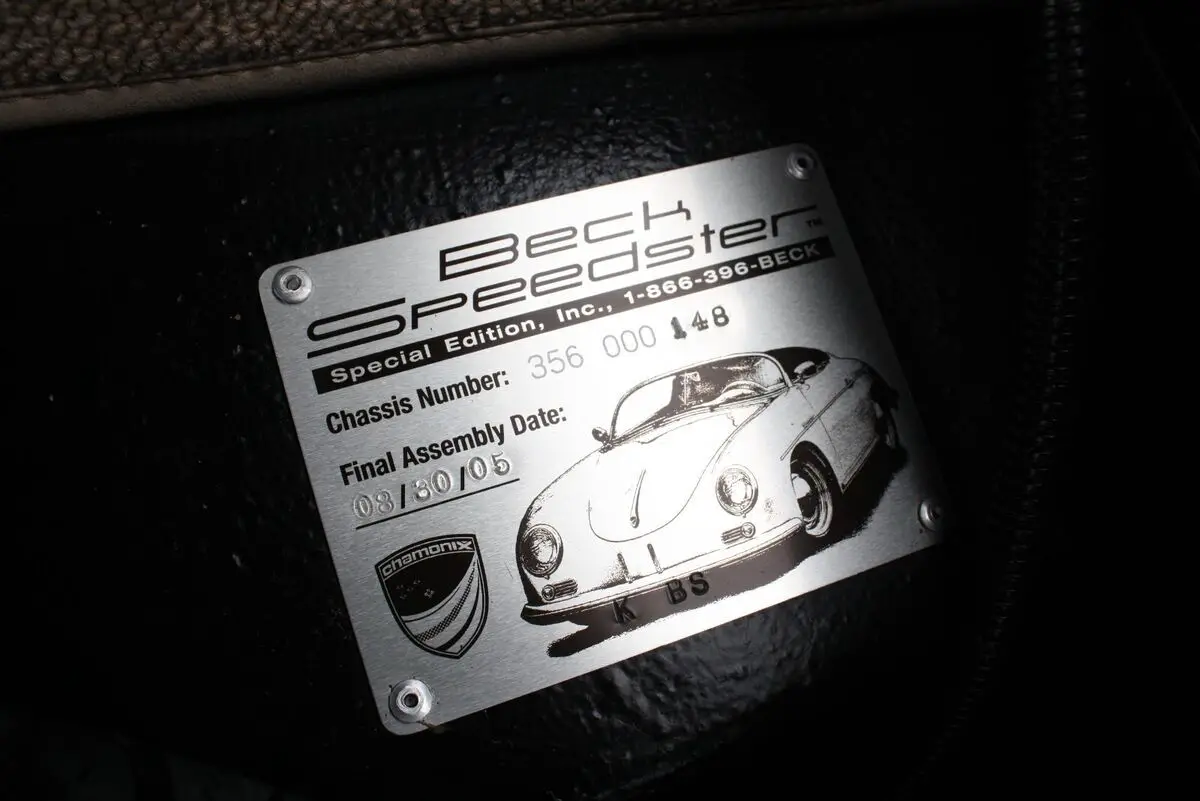 Beck
Speedster™
Special Edition, Inc., 1-866-396-BECK
Chassis Number: 356 000 148
Final Assembly Date:
08/30/05
chamonix
K BS